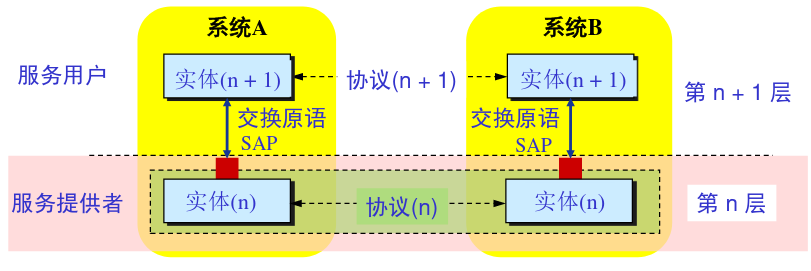 系统A
系统B
服务用户
实体(n + 1)
协议(n + 1)
实体(n + 1)
第 n + 1 层
交换原语
SAP
交换原语
SAP
服务提供者
实体(n)
协议(n)
实体(n)
第 n 层